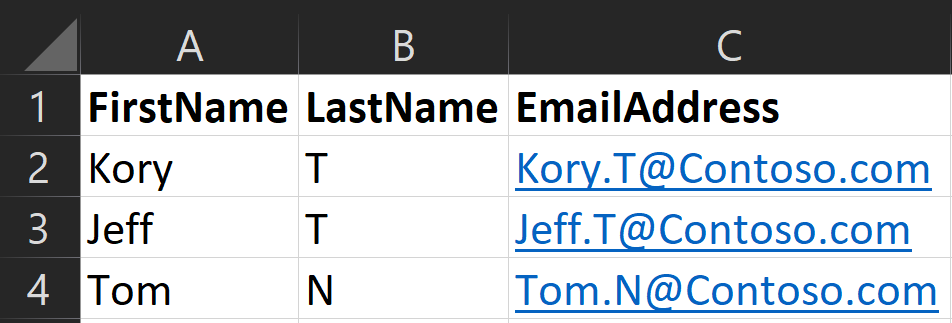 A B C
1 FirstName LastName EmailAddress
2 Kory T Kory.T@Contoso.com
3 Jeff T Jeff.T@Contoso.com
4 Tom N Tom.N@Contoso.com